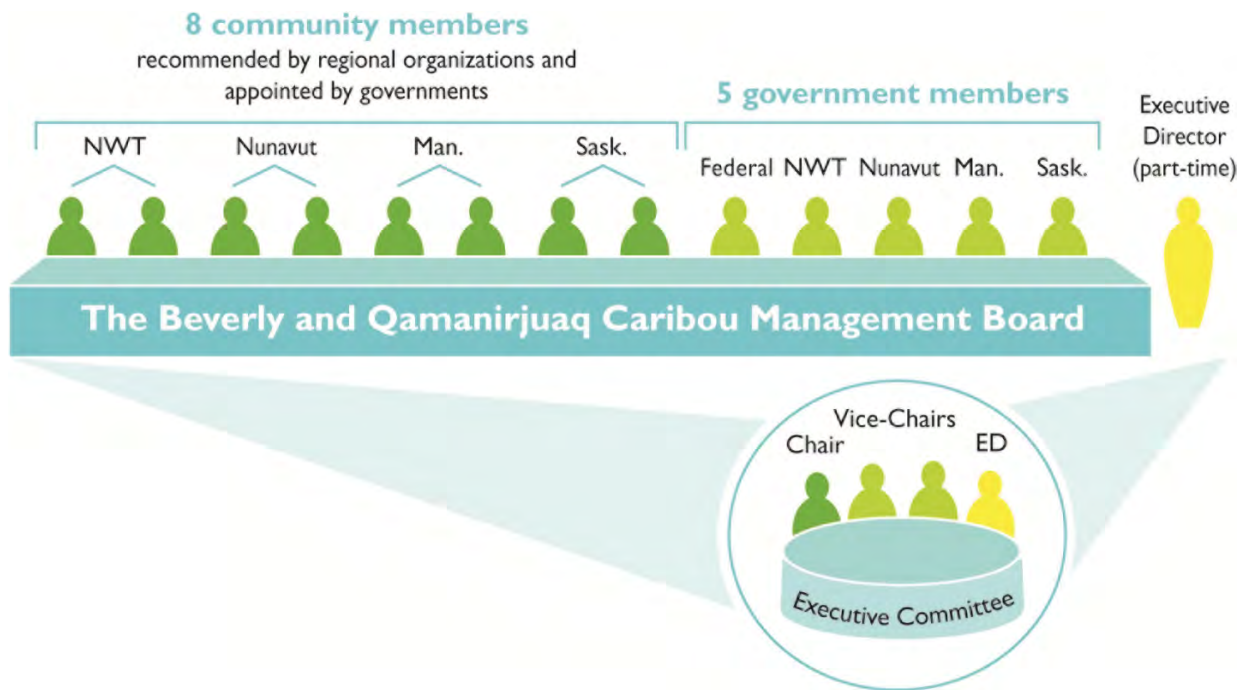 8 community members
recommended by regional organizations and
appointed by governments
5 government members
Executive
Director
(part-time)
NWT Nunavut Man. Sask.
Federal NWT Nunavut Man. Sask.
The Beverly and Qamanirjuaq Caribou Management Board
Vice-Chairs
Chair ED
Executive Committee